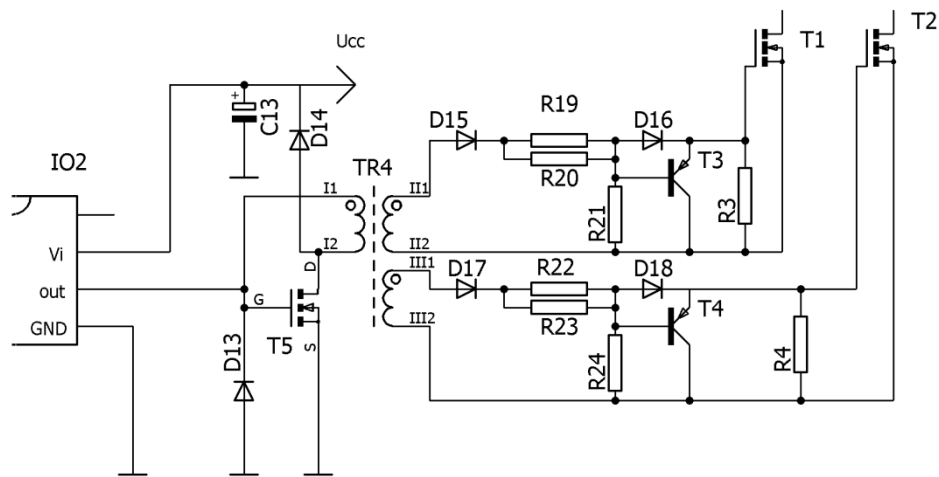 T1
T2
Ucc
C13
D14
D15
R19
R20
D16
T3
R3
R21
IO2
TR4
I1
I2
II1
II2
III1
III2
Vi
out
GND
D
G
S
T5
D13
D17
R22
R23
D18
T4
R24
R4
+